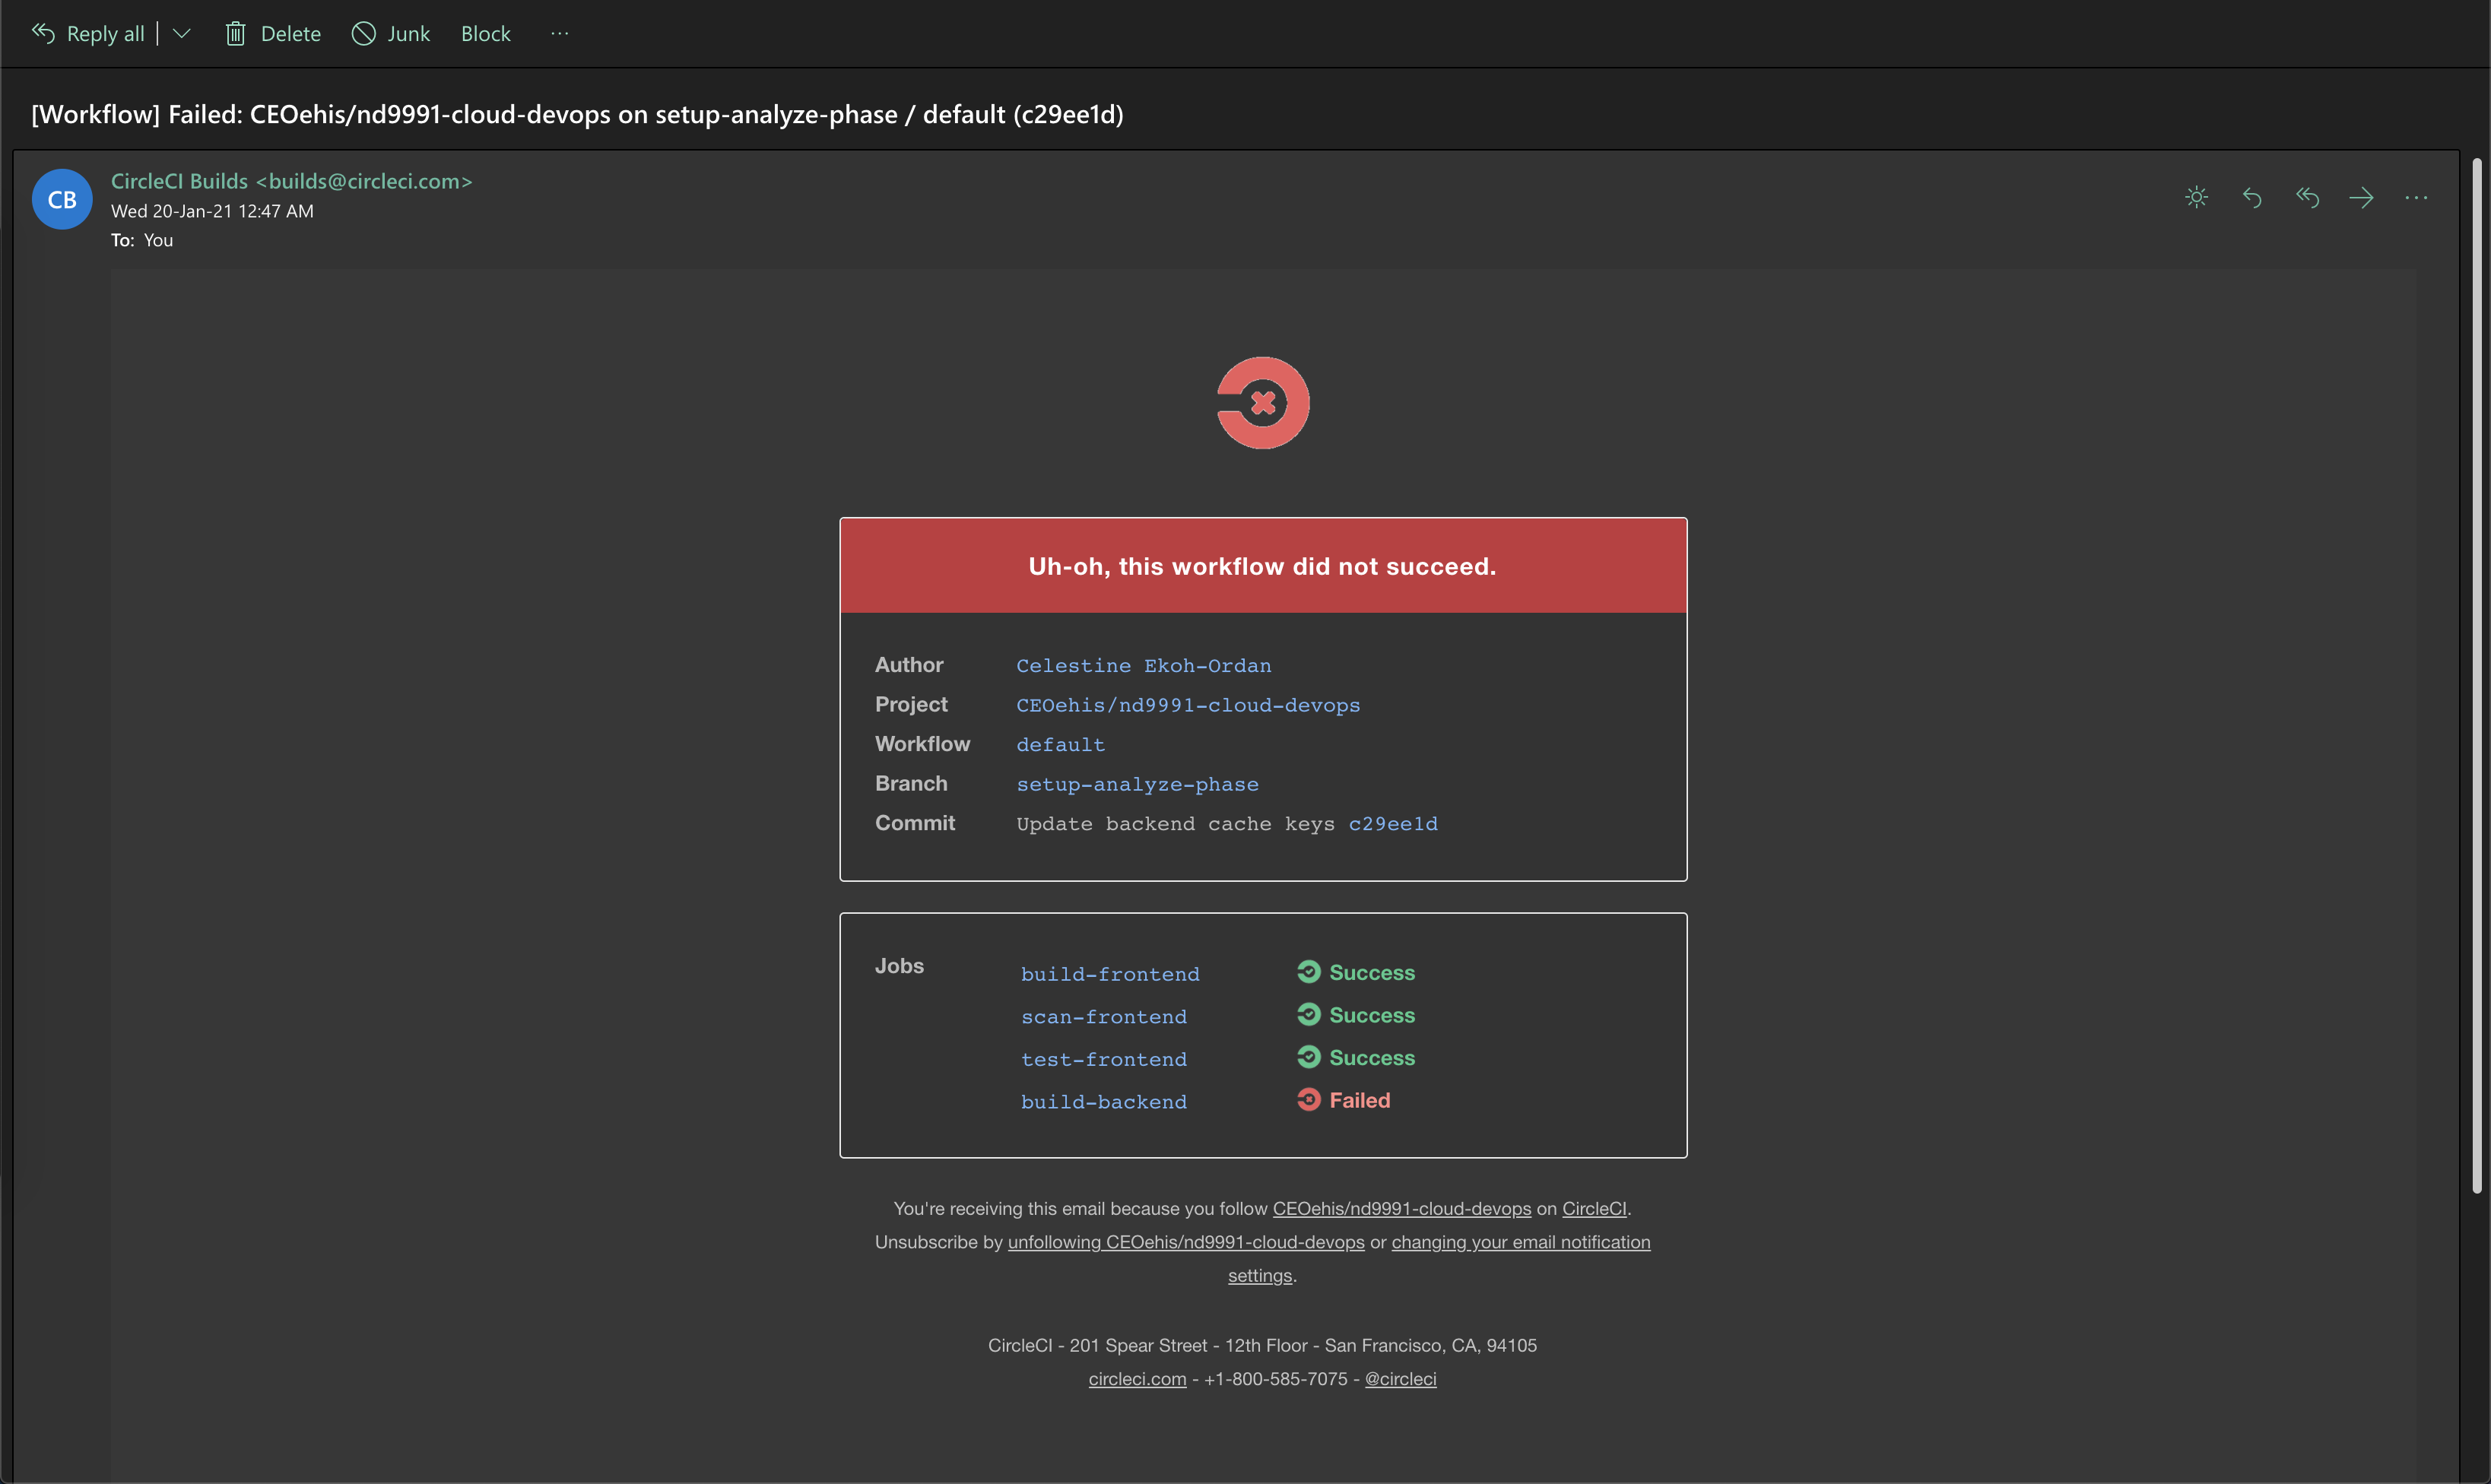 Reply all
Delete
Junk
Block
[Workflow] Failed: CEOehis/nd9991-cloud-devops on setup-analyze-phase / default (c29ee1d)
CB
CircleCI Builds <builds@circleci.com>
Wed 20-Jan-21 12:47 AM
To: You
Uh-oh, this workflow did not succeed.
Author Celestine Ekoh-Ordan
Project CEOehis/nd9991-cloud-devops
Workflow default
Branch setup-analyze-phase
Commit Update backend cache keys c29ee1d
Jobs build-frontend Success
scan-frontend Success
test-frontend Success
build-backend Failed
You're receiving this email because you follow CEOehis/nd9991-cloud-devops on CircleCI.
Unsubscribe by unfollowing CEOehis/nd9991-cloud-devops or changing your email notification
settings.
CircleCI - 201 Spear Street - 12th Floor - San Francisco, CA, 94105
circleci.com - +1-800-585-7075 - @circleci